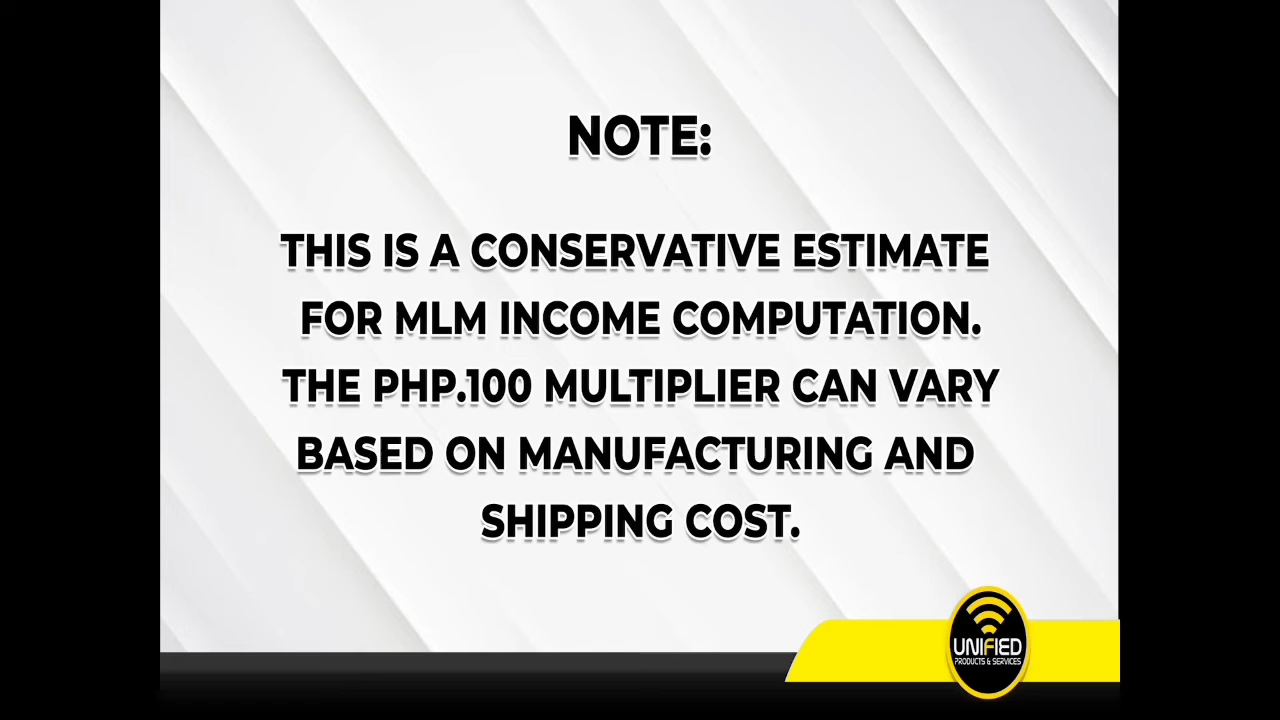 NOTE:
THIS IS A CONSERVATIVE ESTIMATE
FOR MLM INCOME COMPUTATION.
THE PHP.100 MULTIPLIER CAN VARY
BASED ON MANUFACTURING AND
SHIPPING COST.
UNIFIED
PRODUCTS & SERVICES